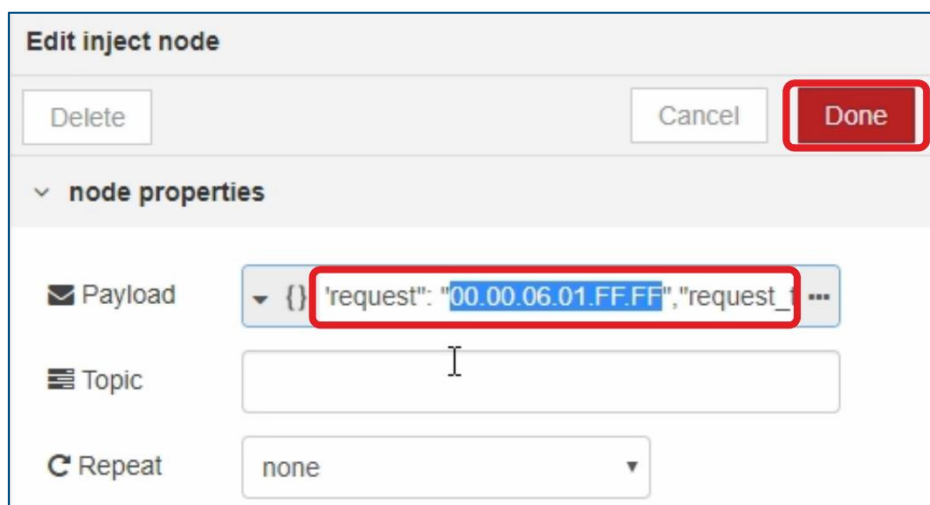 Edit inject node
Delete Cancel Done
node properties
Payload {} "request": "00.00.06.01.FF.FF","request_ ...
Topic
Repeat none